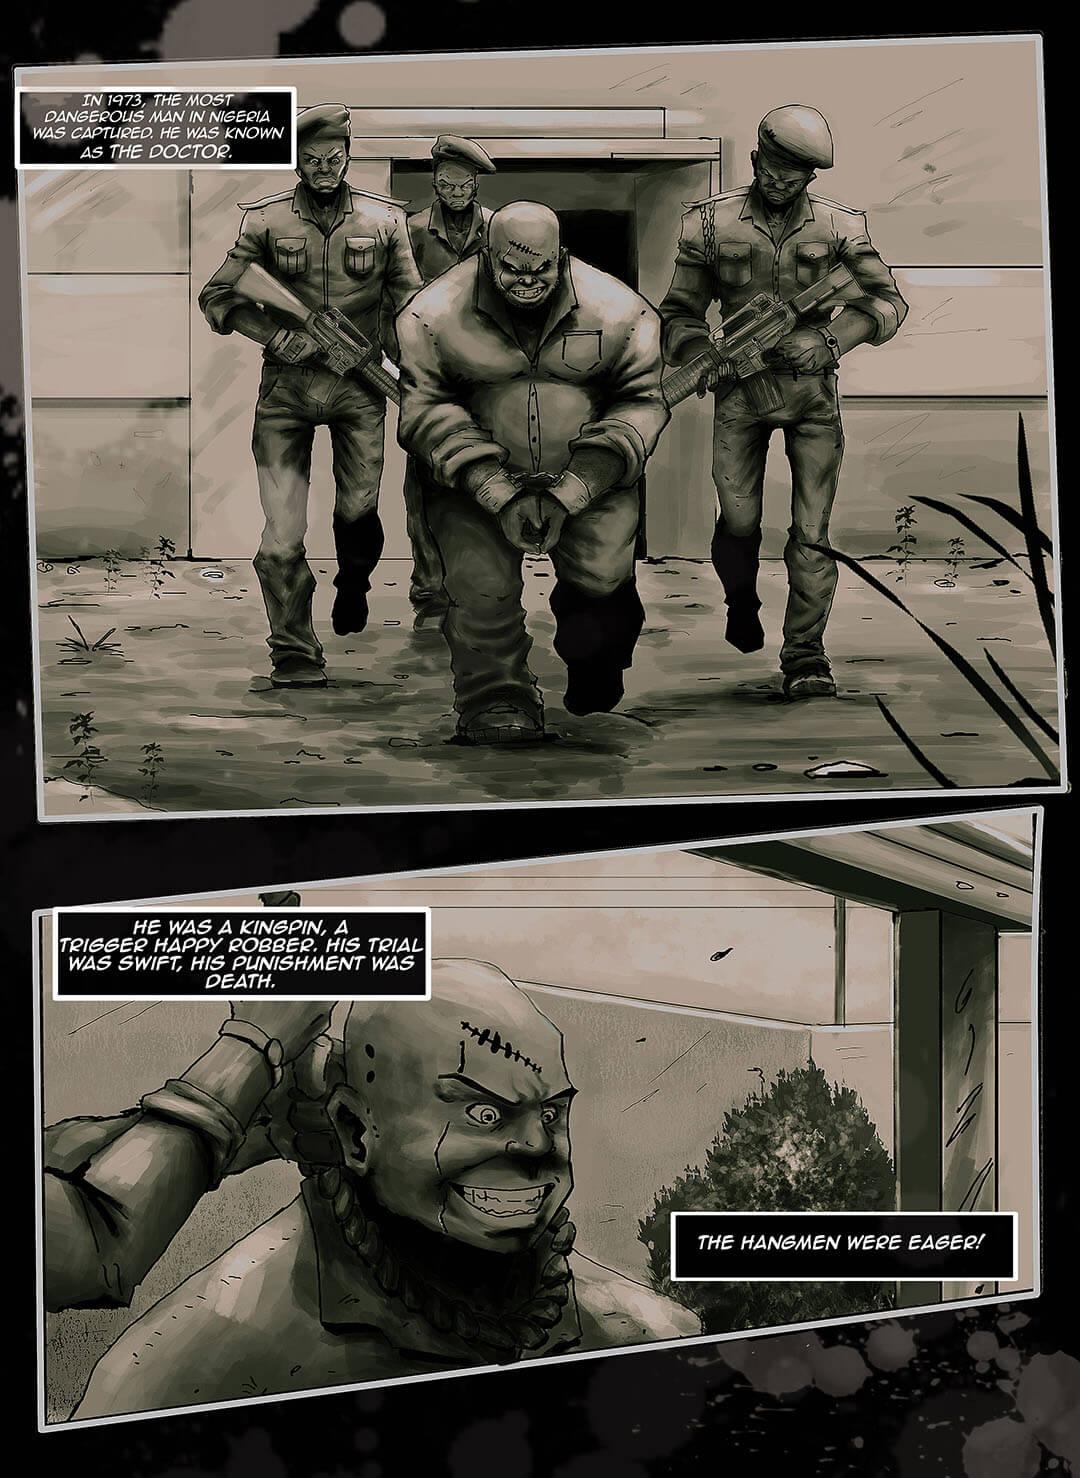 IN 1973, THE MOST
DANGEROUS MAN IN NIGERIA
WAS CAPTURED. HE WAS KNOWN
AS THE DOCTOR.
HE WAS A KINGPIN, A
TRIGGER HAPPY ROBBER. HIS TRIAL
WAS SWIFT, HIS PUNISHMENT WAS
DEATH.
THE HANGMEN WERE EAGER!